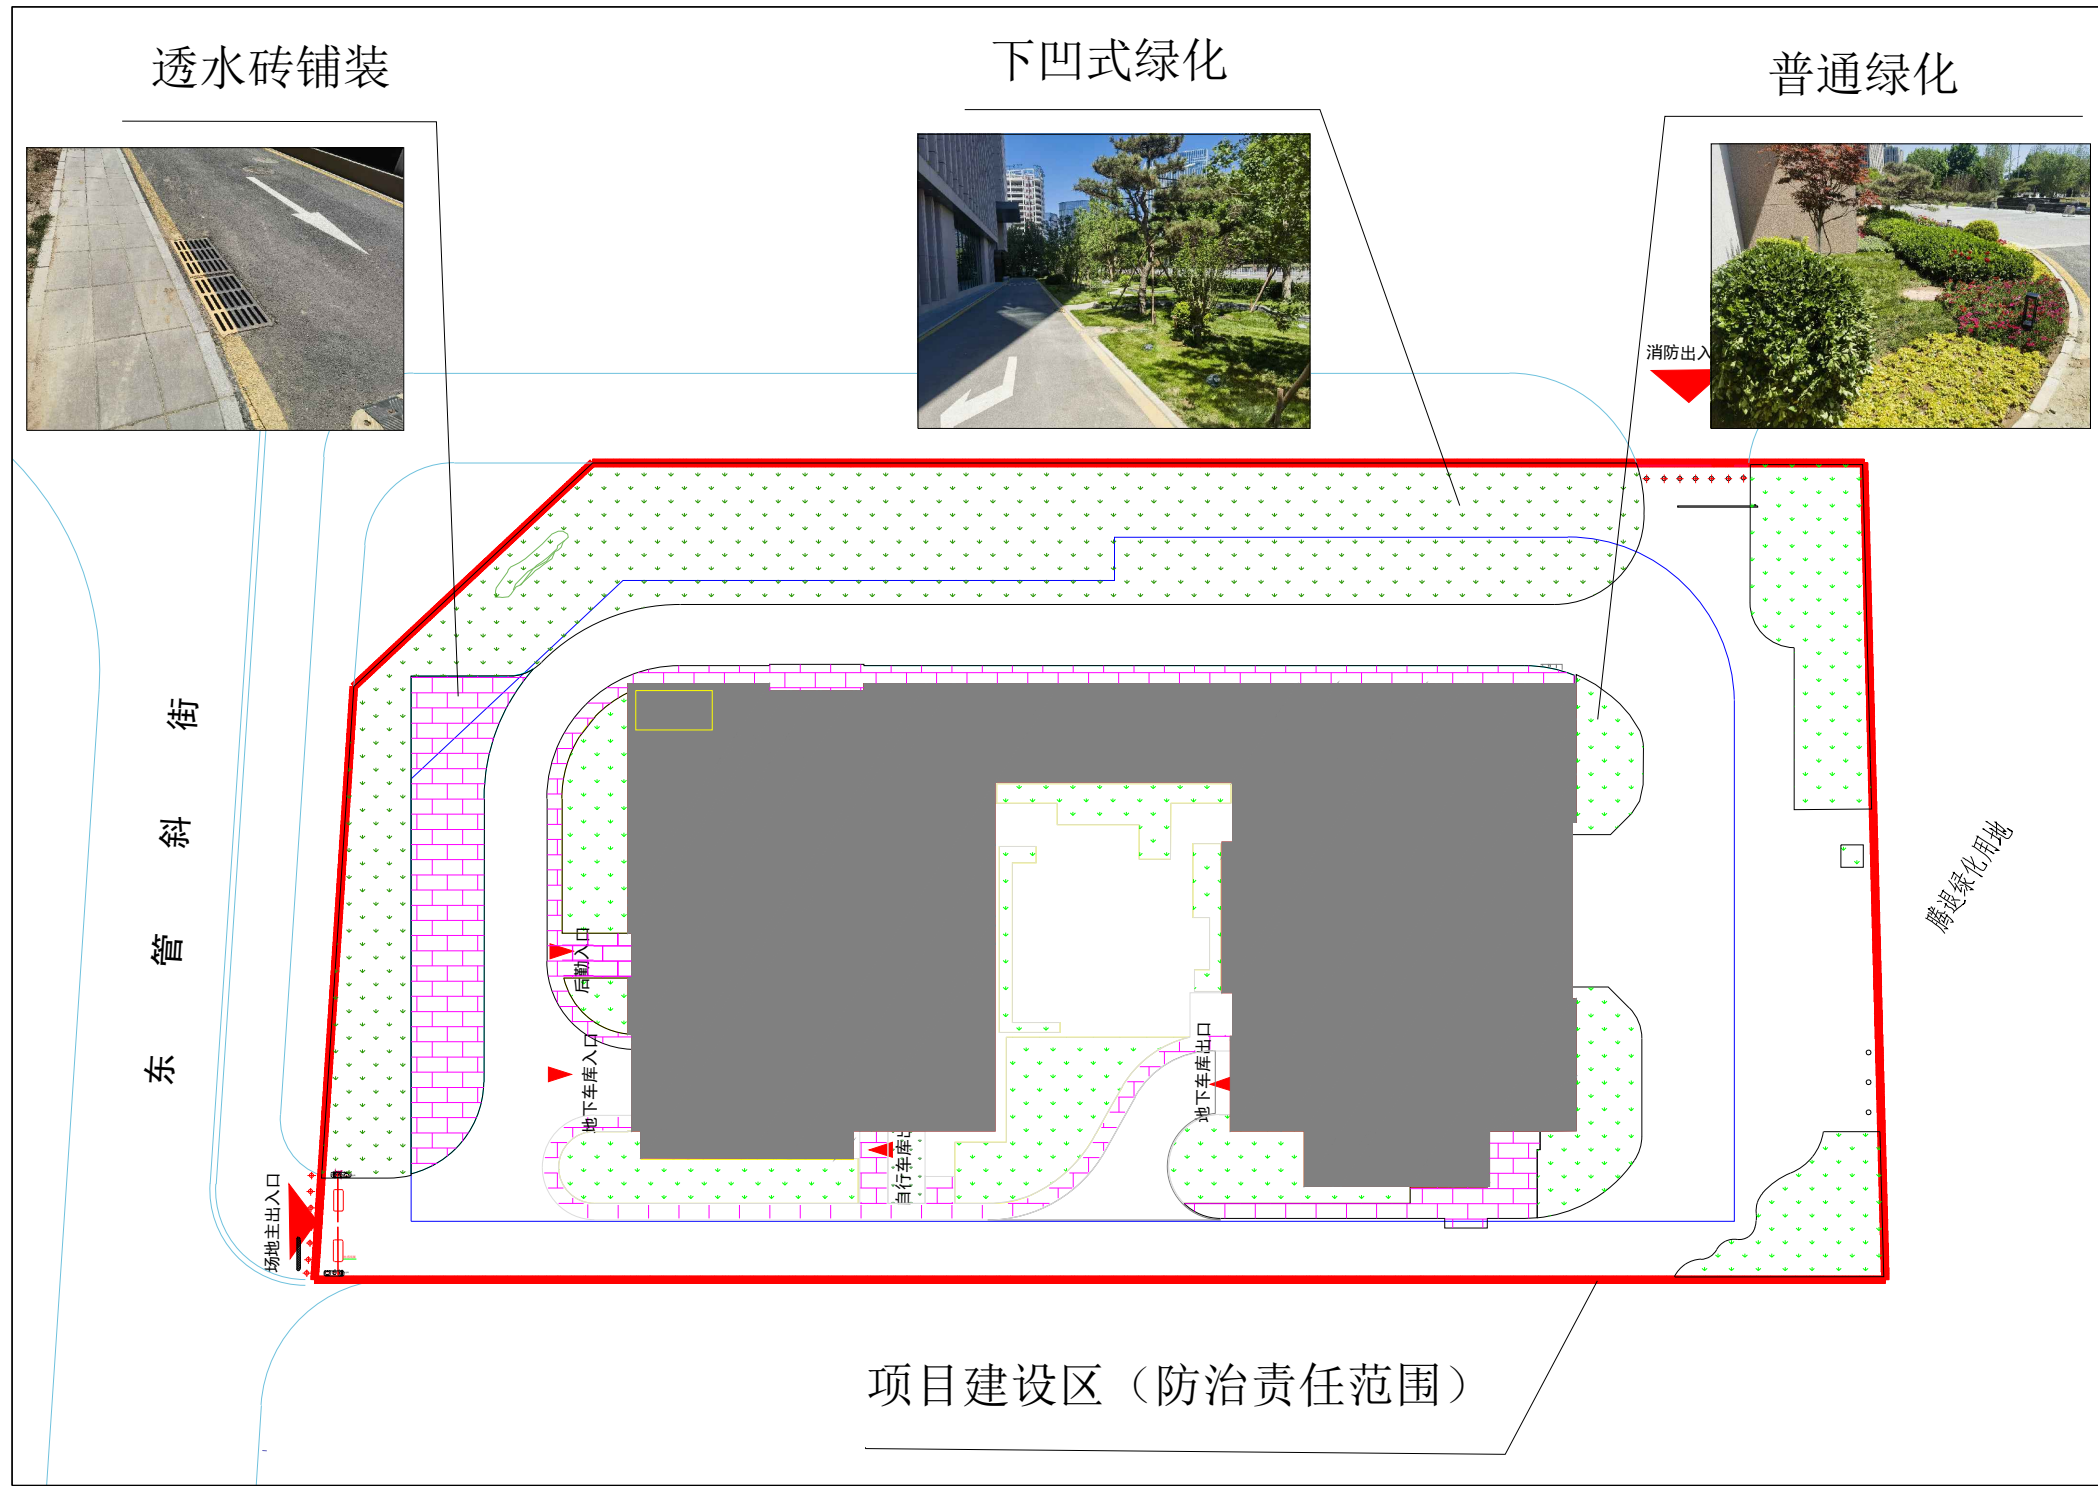 透水砖铺装
下凹式绿化
普通绿化
消防出入
东管斜街
腾退绿化用地
后勤入口
地下车库入口
地下车库出口
自行车库出
场地主出入口
项目建设区（防治责任范围）